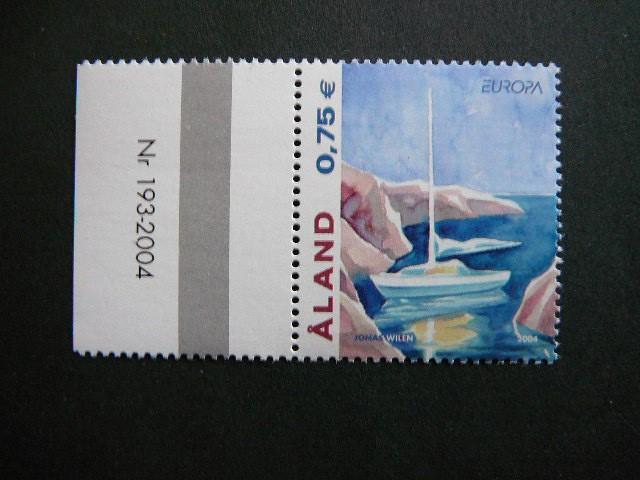 Nr 193-2004
ÅLAND 0,75 €
EUROPA
JONAS WILÉN
2004